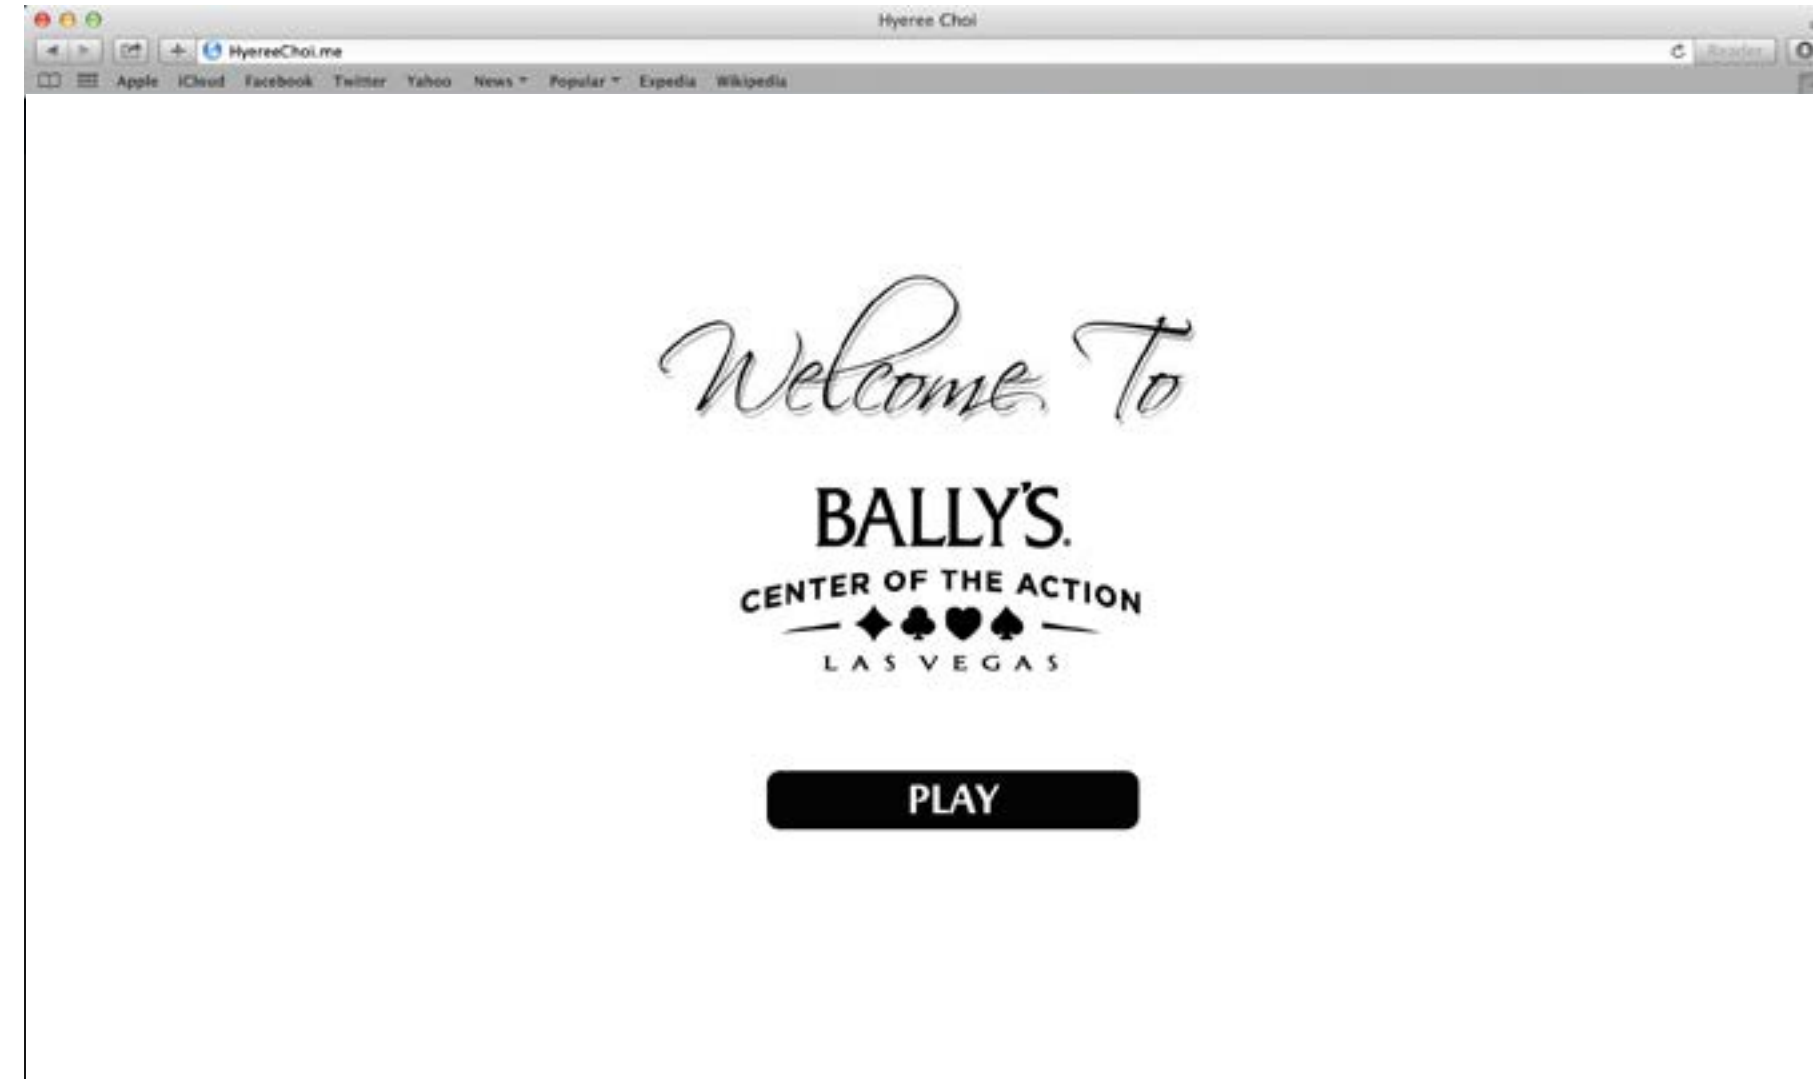 Hyeree Choi
HyereeChoi.me
Reader
Apple iCloud Facebook Twitter Yahoo News Popular Expedia Wikipedia
Welcome To
BALLY'S
CENTER OF THE ACTION
LAS VEGAS
PLAY